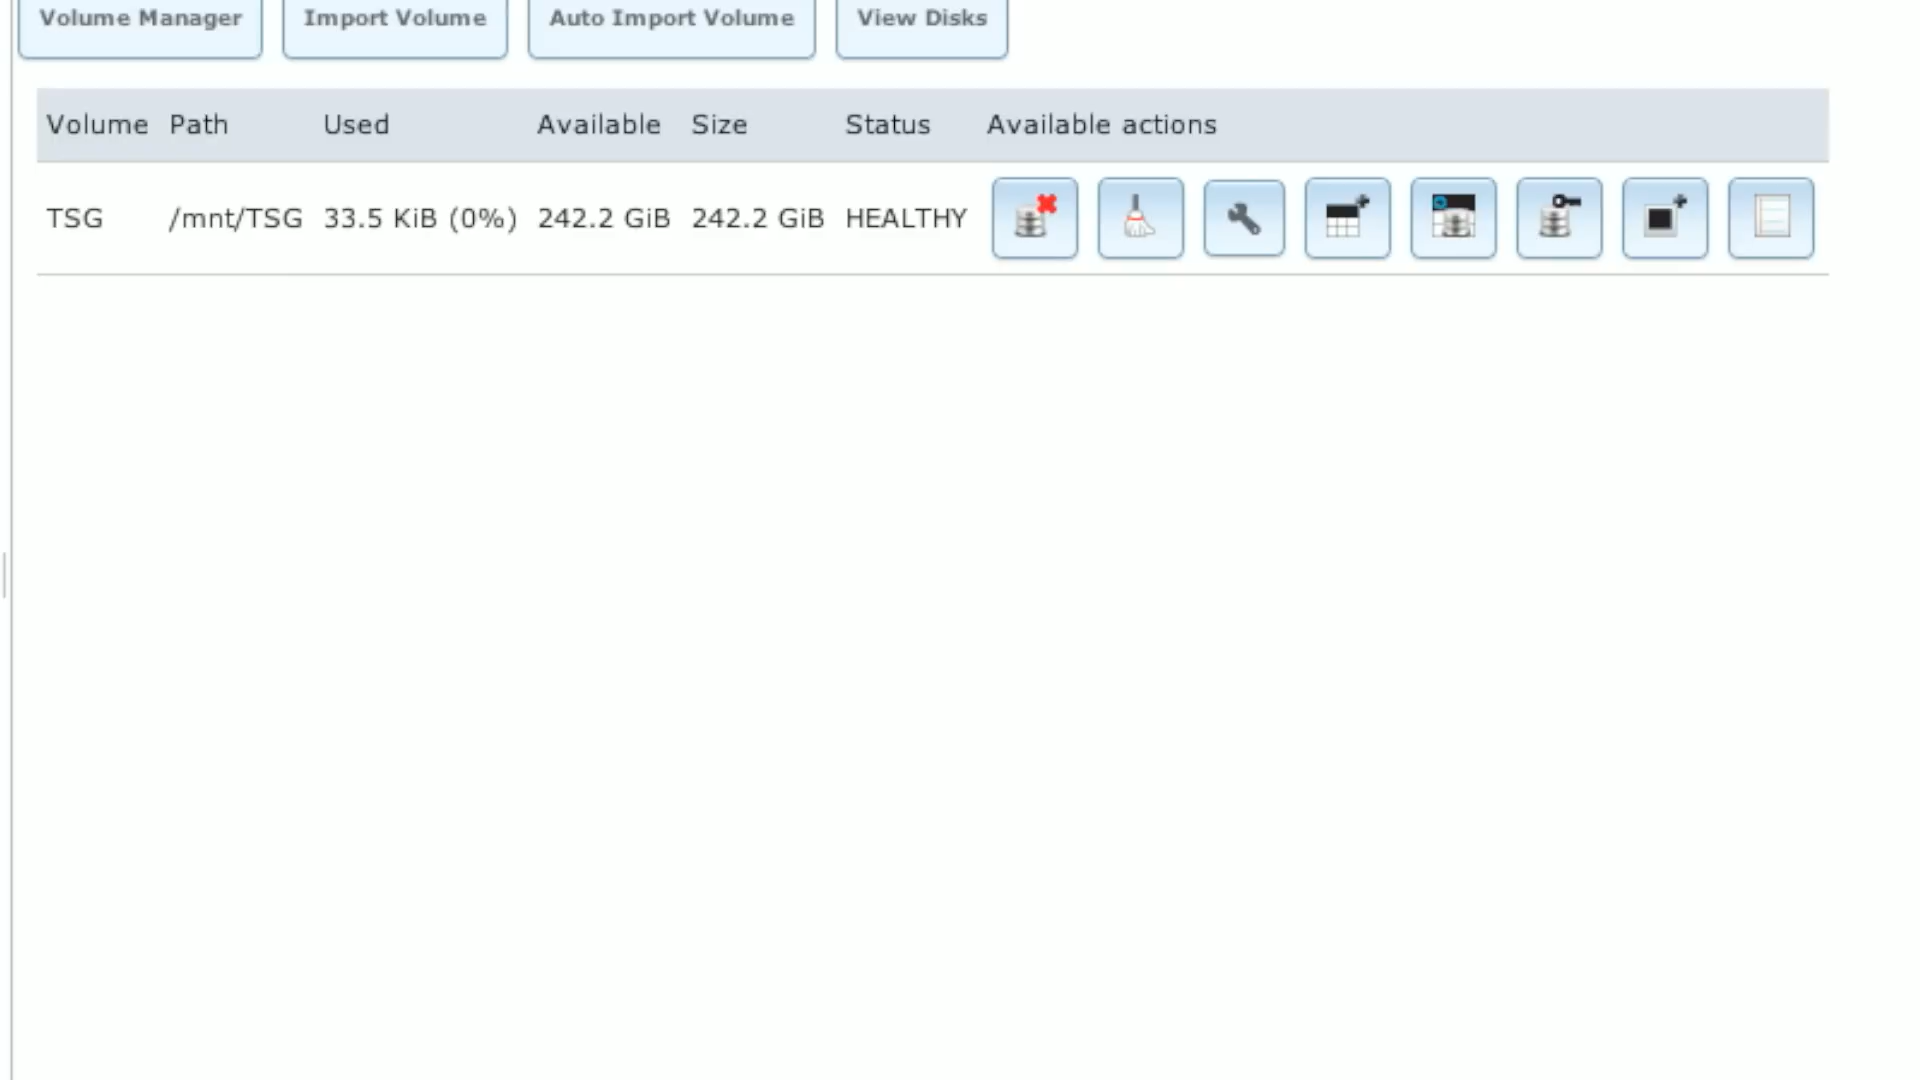 Volume Manager Import Volume Auto Import Volume View Disks
Volume Path Used Available Size Status Available actions
TSG /mnt/TSG 33.5 KiB (0%) 242.2 GiB 242.2 GiB HEALTHY